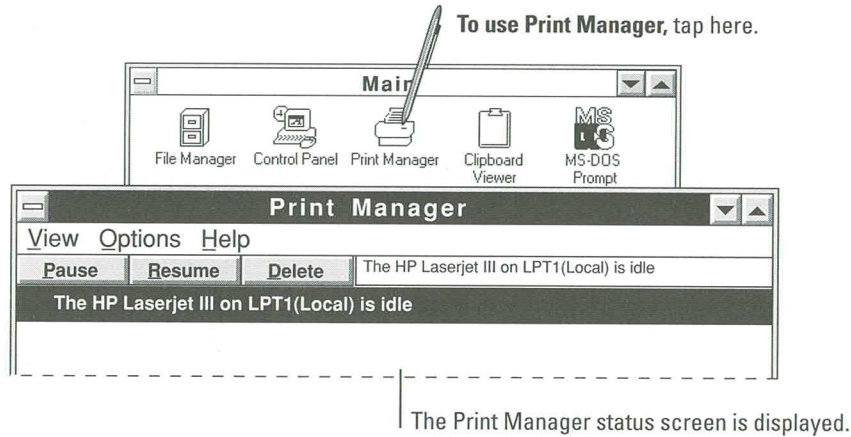 To use Print Manager, tap here.
Main
File Manager Control Panel Print Manager Clipboard Viewer MS-DOS Prompt
MS
DOS
Print Manager
View Options Help
Pause Resume Delete The HP Laserjet III on LPT1(Local) is idle
The HP Laserjet III on LPT1(Local) is idle
The Print Manager status screen is displayed.